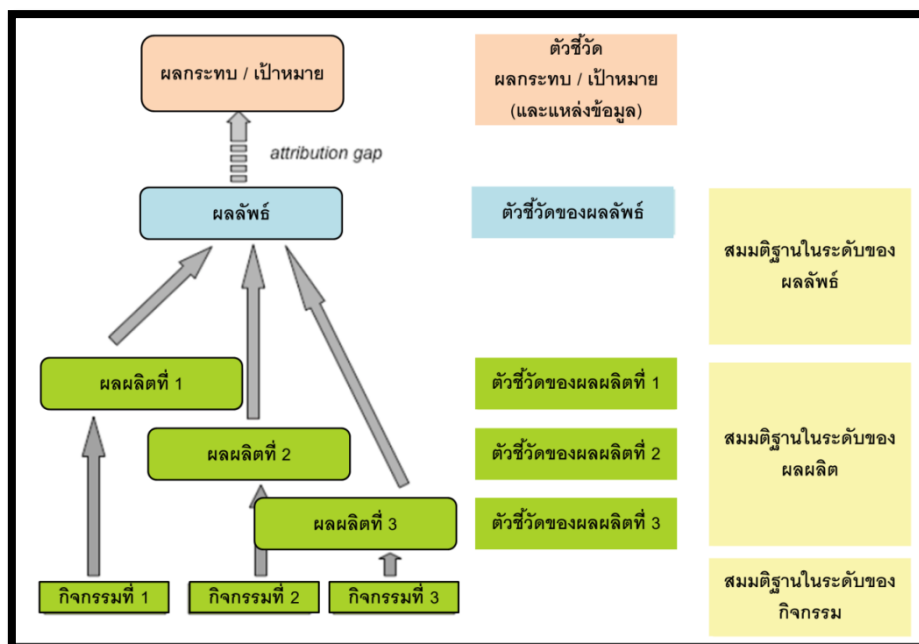 ผลกระทบ / เป้าหมาย
ตัวชี้วัด
ผลกระทบ / เป้าหมาย
(และแหล่งข้อมูล)
attribution gap
ผลลัพธ์
ตัวชี้วัดของผลลัพธ์
สมมติฐานในระดับของ
ผลลัพธ์
ผลผลิตที่ 1
ตัวชี้วัดของผลผลิตที่ 1
ผลผลิตที่ 2
ตัวชี้วัดของผลผลิตที่ 2
สมมติฐานในระดับของ
ผลผลิต
ผลผลิตที่ 3
ตัวชี้วัดของผลผลิตที่ 3
กิจกรรมที่ 1
กิจกรรมที่ 2
กิจกรรมที่ 3
สมมติฐานในระดับของ
กิจกรรม